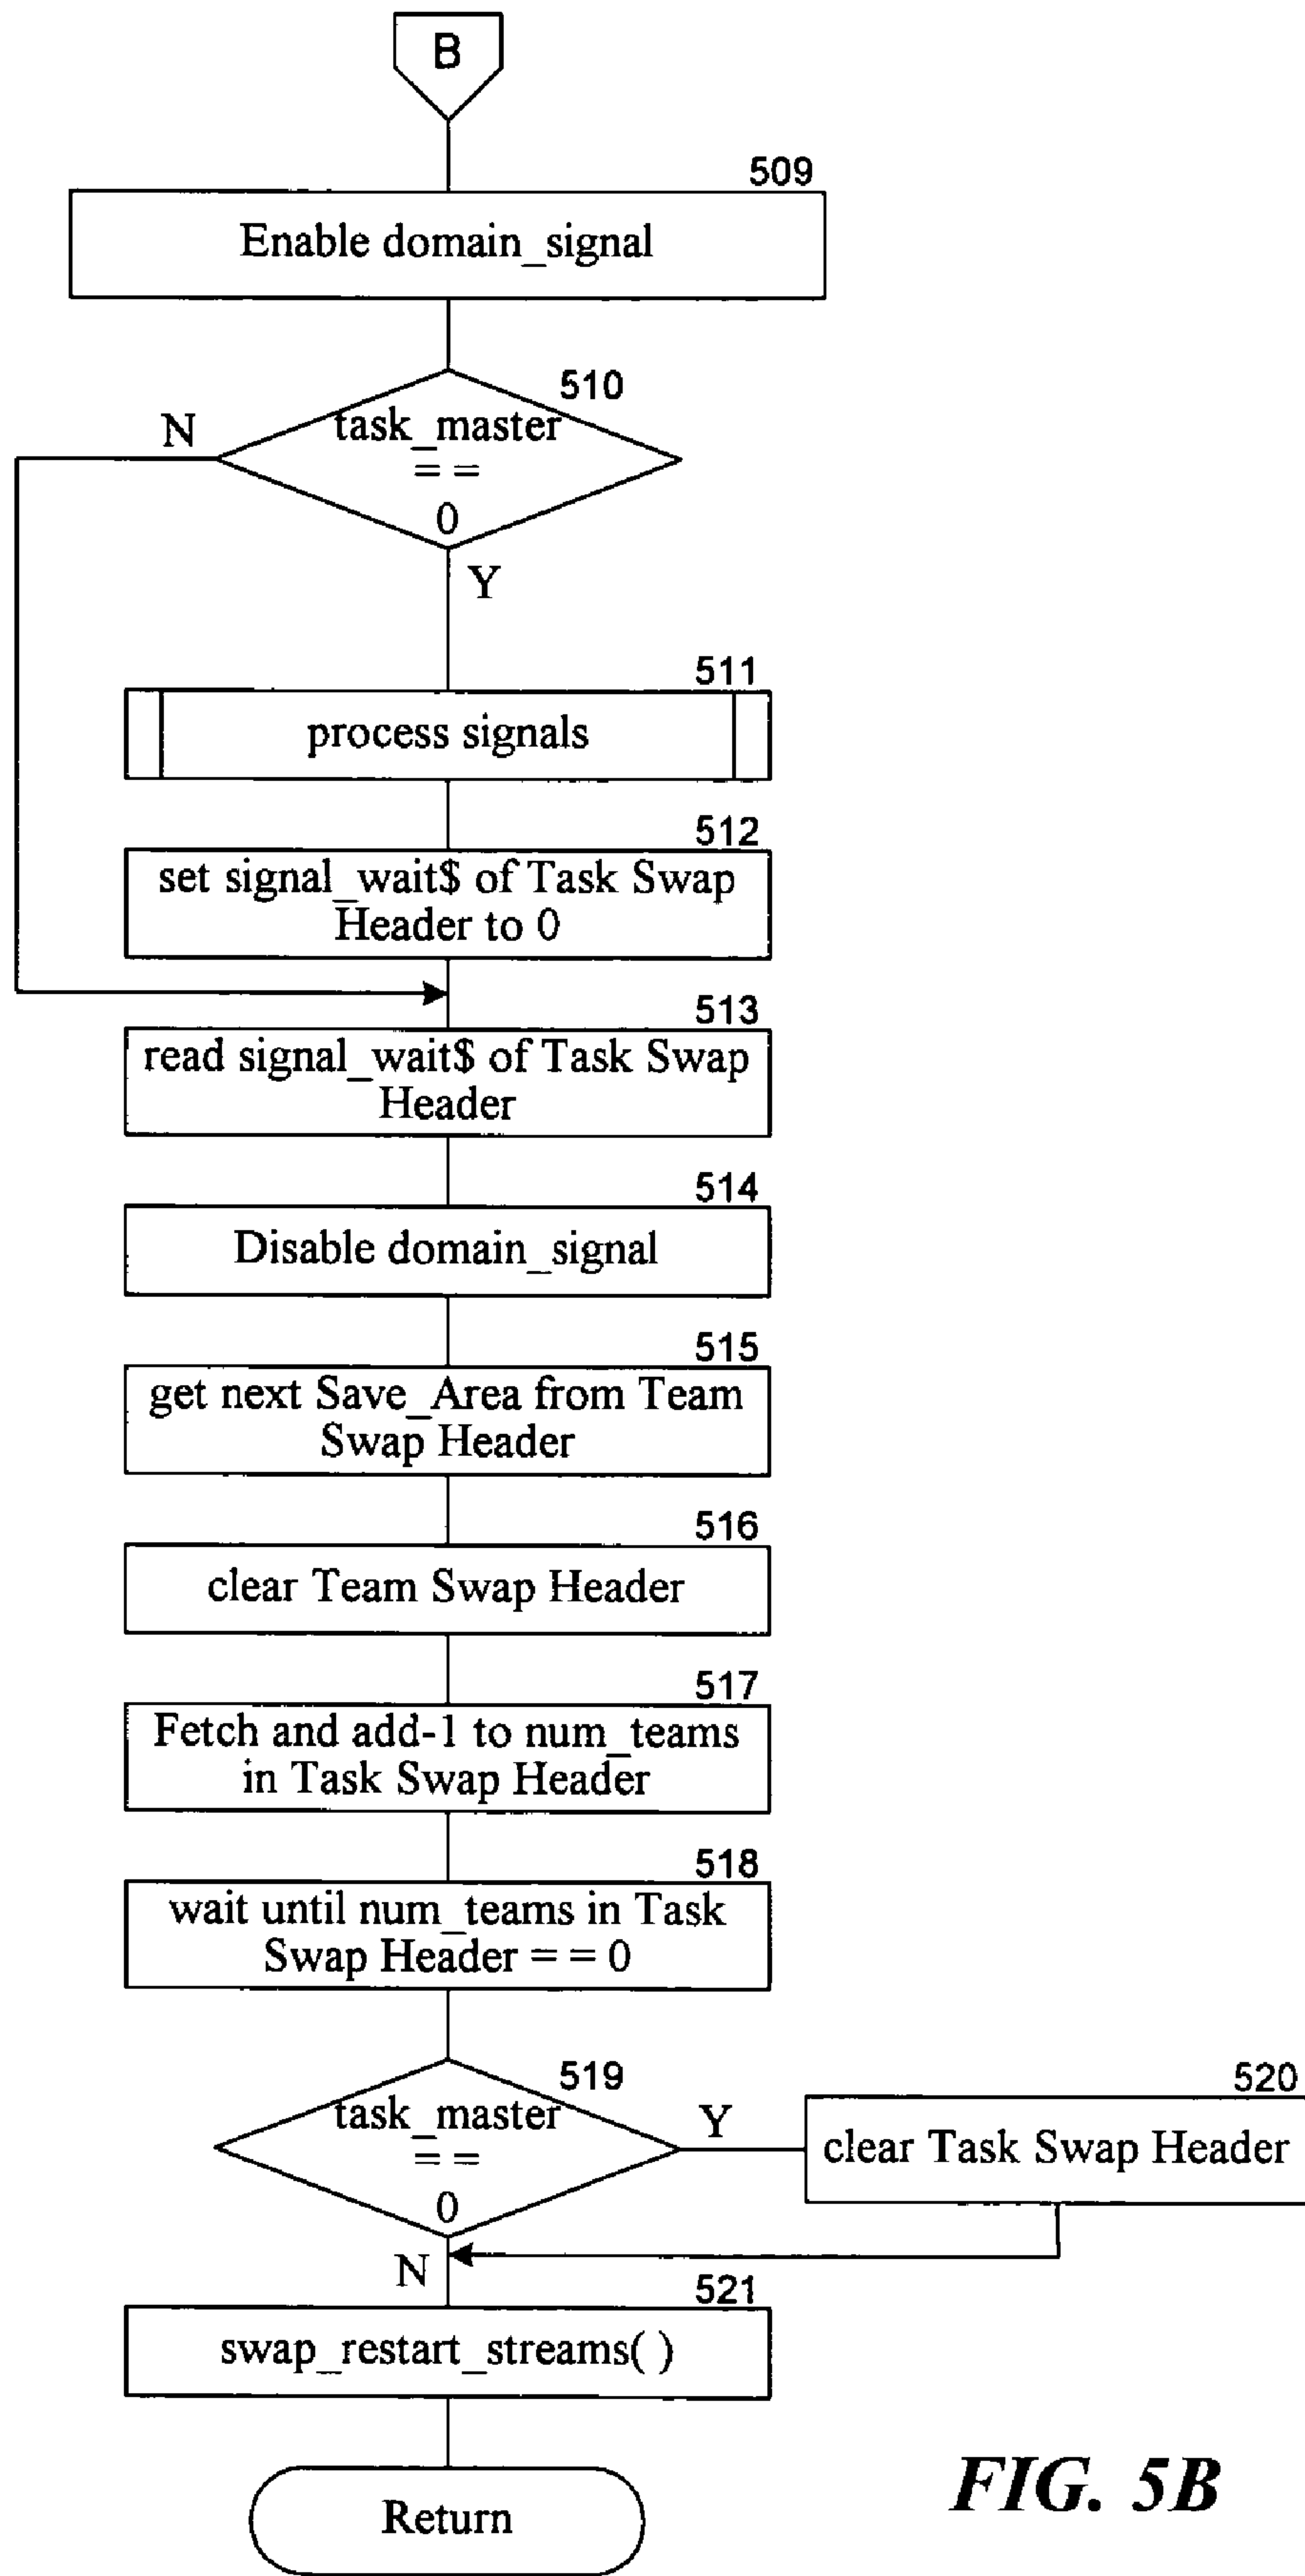 B
509
Enable domain_signal
510
N
task_master
= =
0
Y
511
process signals
512
set signal_wait$ of Task Swap
Header to 0
513
read signal_wait$ of Task Swap
Header
514
Disable domain_signal
515
get next Save_Area from Team
Swap Header
516
clear Team Swap Header
517
Fetch and add-1 to num_teams
in Task Swap Header
518
wait until num_teams in Task
Swap Header = = 0
519
520
task_master
= =
0
Y
clear Task Swap Header
N
521
swap_restart_streams( )
Return
FIG. 5B